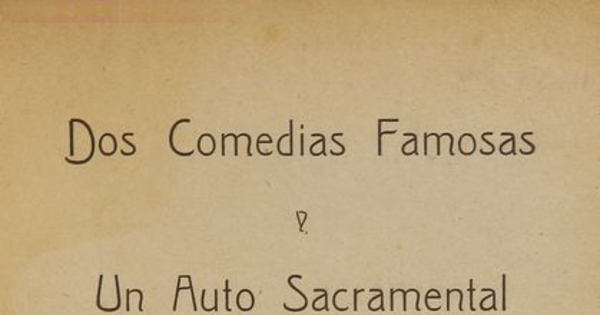 Dos Comedias Famosas
y
Un Auto Sacramental